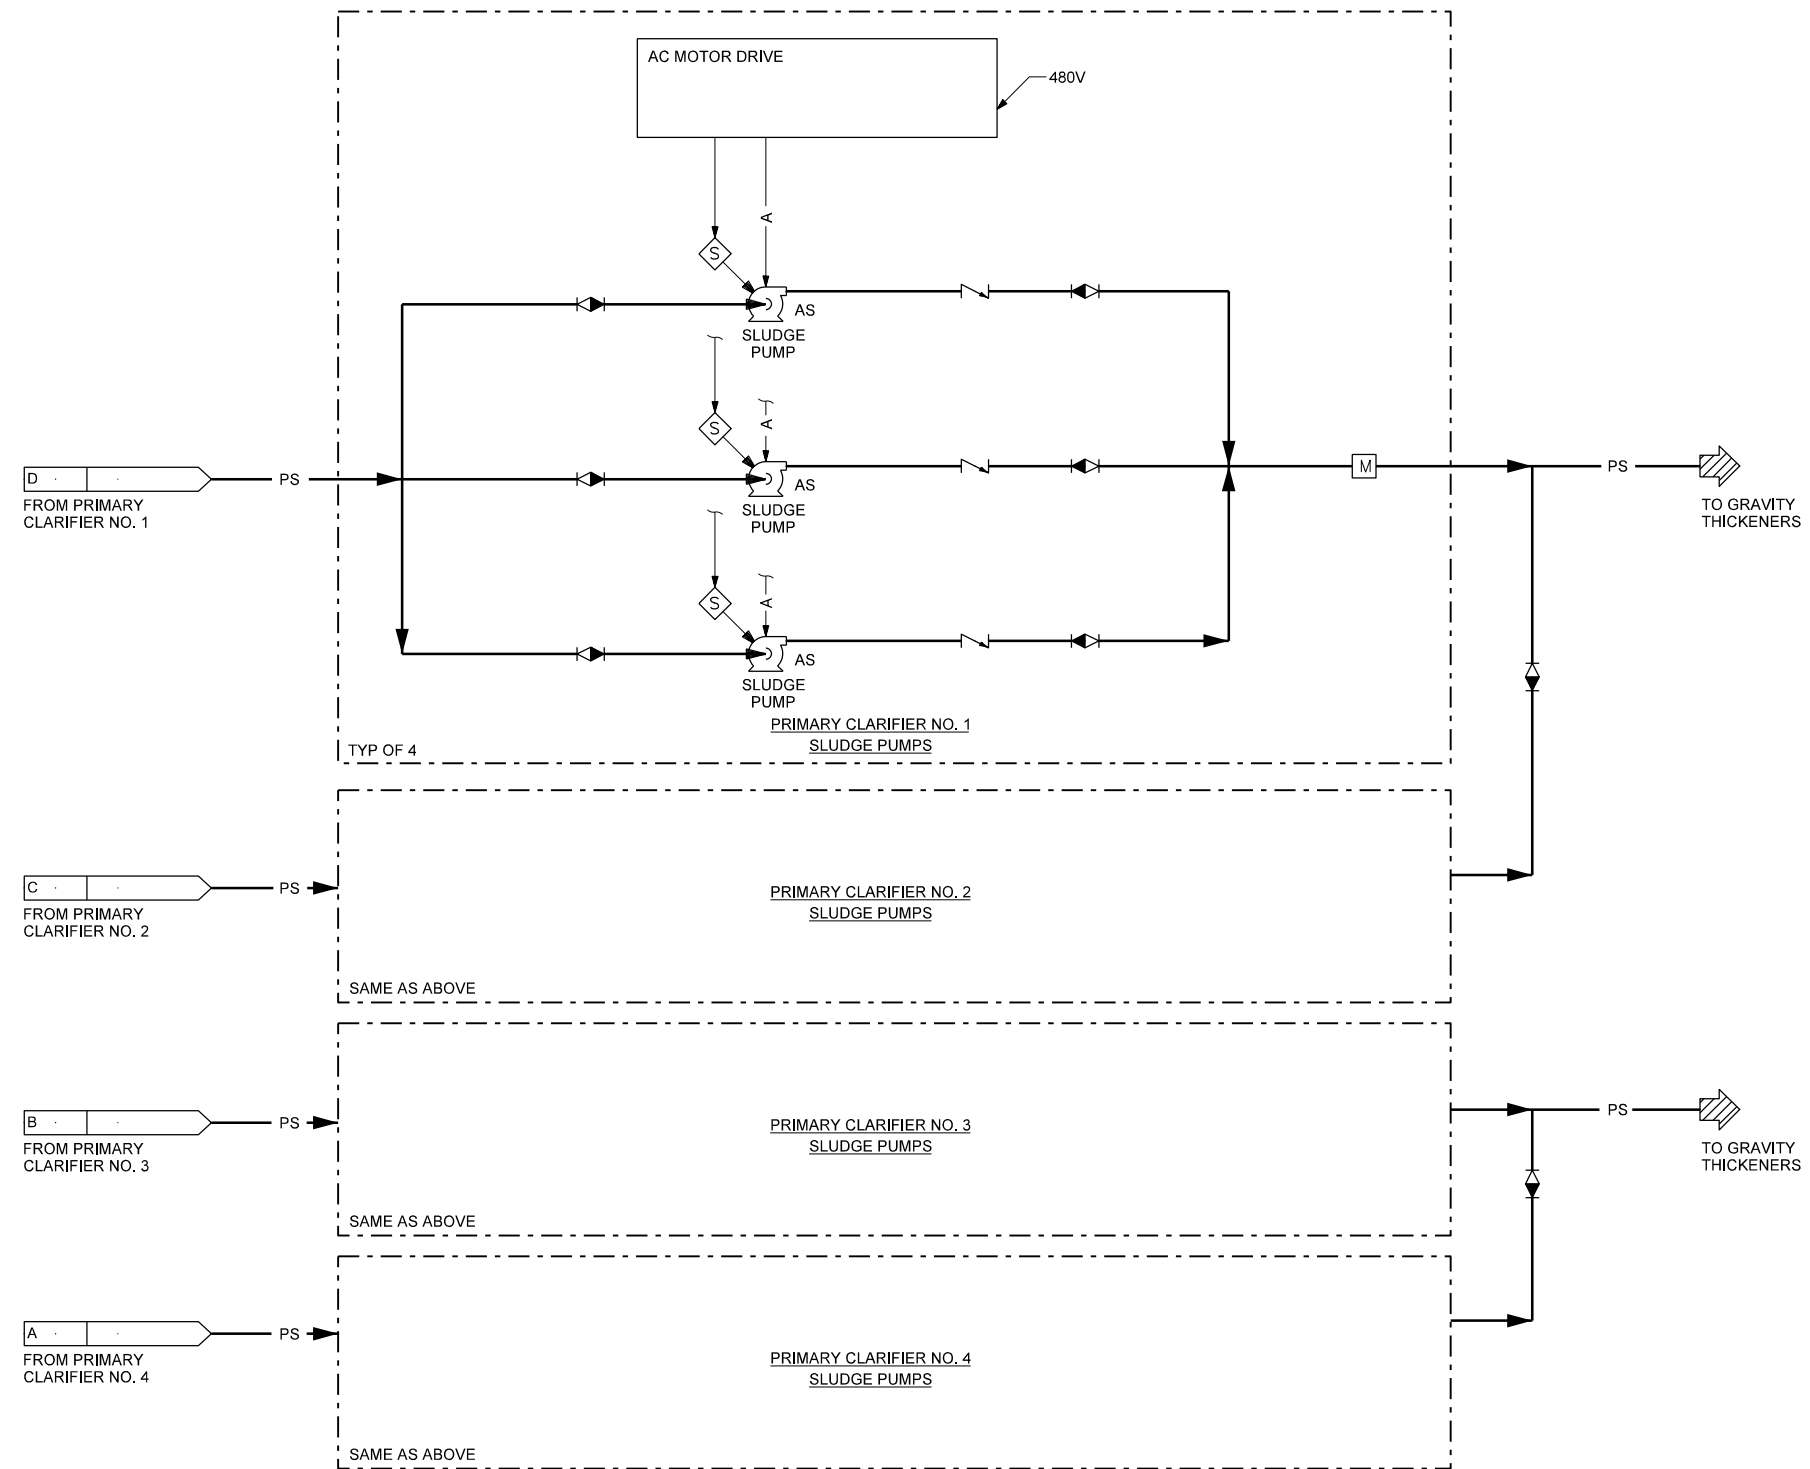 AC MOTOR DRIVE
480V
A
S
AS
SLUDGE
PUMP
A
S
AS
SLUDGE
PUMP
D
PS
FROM PRIMARY
CLARIFIER NO. 1
M
PS
TO GRAVITY
THICKENERS
A
S
AS
SLUDGE
PUMP
PRIMARY CLARIFIER NO. 1
SLUDGE PUMPS
TYP OF 4
C
PS
FROM PRIMARY
CLARIFIER NO. 2
PRIMARY CLARIFIER NO. 2
SLUDGE PUMPS
SAME AS ABOVE
B
PS
FROM PRIMARY
CLARIFIER NO. 3
PRIMARY CLARIFIER NO. 3
SLUDGE PUMPS
PS
TO GRAVITY
THICKENERS
SAME AS ABOVE
A
PS
FROM PRIMARY
CLARIFIER NO. 4
PRIMARY CLARIFIER NO. 4
SLUDGE PUMPS
SAME AS ABOVE